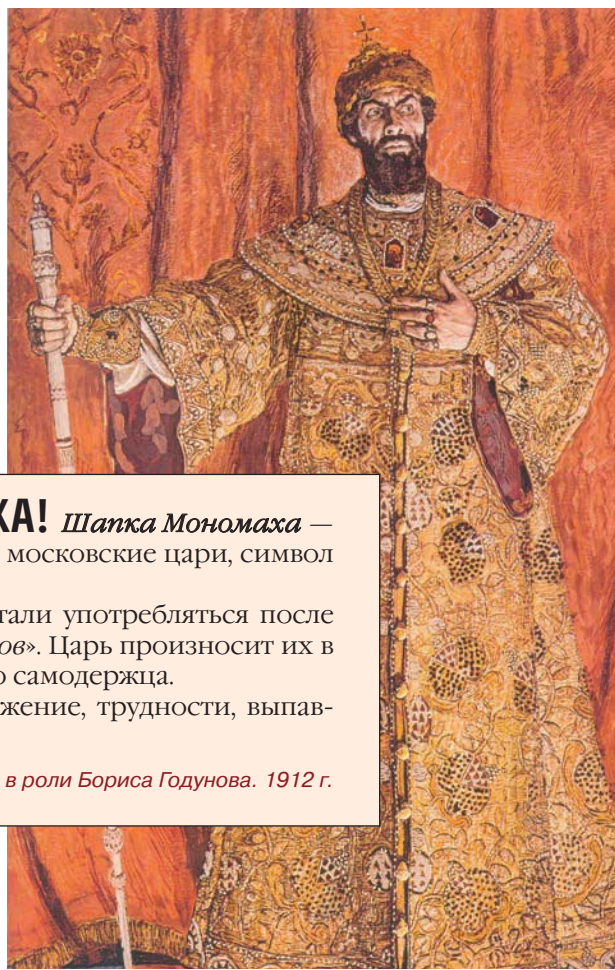 ХА! Шапка Мономаха —
московские цари, символ
тали употребляться после
ов». Царь произносит их в
о самодержца.
жение, трудности, выпав-
в роли Бориса Годунова. 1912 г.